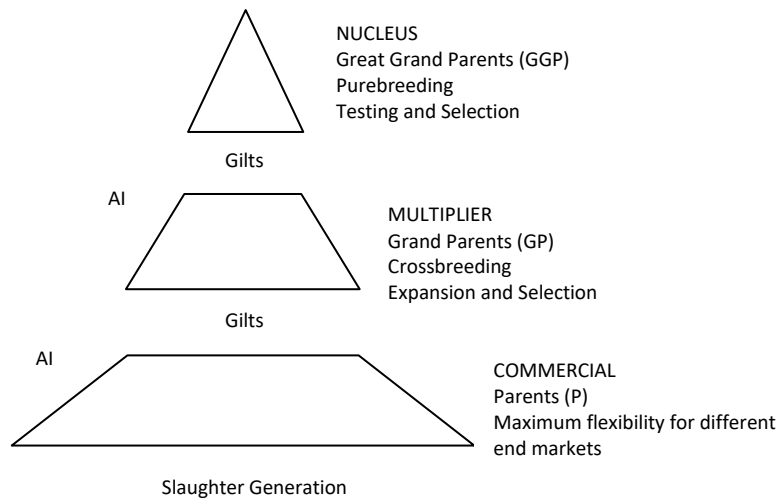 NUCLEUS
Great Grand Parents (GGP)
Purebreeding
Testing and Selection
Gilts
AI
MULTIPLIER
Grand Parents (GP)
Crossbreeding
Expansion and Selection
Gilts
AI
COMMERCIAL
Parents (P)
Maximum flexibility for different
end markets
Slaughter Generation